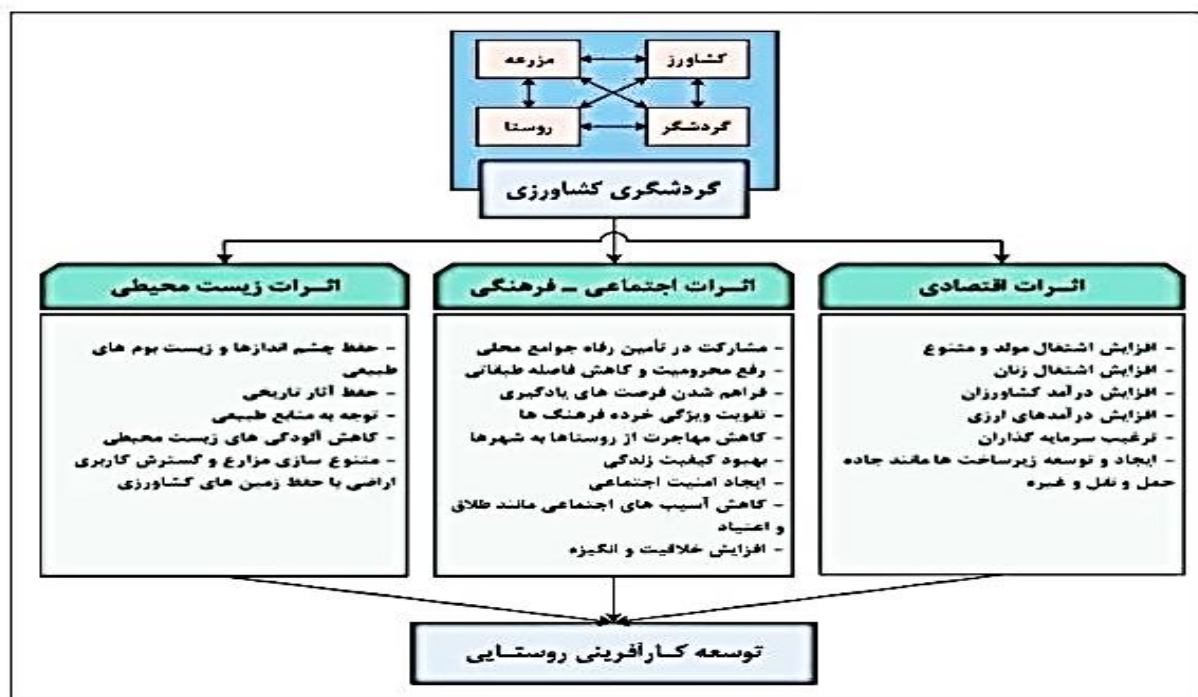 کشاورز
مزرعه
گردشگر
روستا
گردشگری کشاورزی
اثـرات اقتصادی
- افزایش اشتغال مولد و متنوع
- افزایش اشتغال زنان
- افزایش درآمد کشاورزان
- افزایش درآمدهای ارزی
- ترغیب سرمایه گذاران
- ایجاد و توسعه زیرساخت ها مانند جاده
حمل و نقل و غیره
اثـرات اجتماعی ـ فرهنگی
- مشارکت در تأمین رفاه جوامع محلی
- رفع محرومیت و کاهش فاصله طبقاتی
- فراهم شدن فرصت های یادگیری
- تقویت ویژگی خرده فرهنگ ها
- کاهش مهاجرت از روستاها به شهرها
- بهبود کیفیت زندگی
- ایجاد امنیت اجتماعی
- کاهش آسیب های اجتماعی مانند طلاق
و اعتیاد
- افزایش خلاقیت و انگیزه
اثـرات زیست محیطی
- حفظ چشم اندازها و زیست بوم های
طبیعی
- حفظ آثار تاریخی
- توجه به منابع طبیعی
- کاهش آلودگی های زیست محیطی
- متنوع سازی مزارع و گسترش کاربری
اراضی با حفظ زمین های کشاورزی
توسعه کـارآفرینی روستـایی